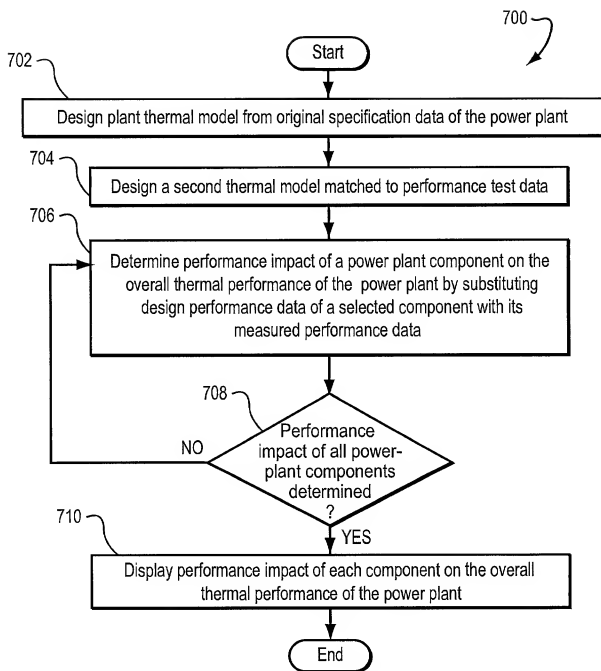 700
Start
702
Design plant thermal model from original specification data of the power plant
704
Design a second thermal model matched to performance test data
706
Determine performance impact of a power plant component on the
overall thermal performance of the power plant by substituting
design performance data of a selected component with its
measured performance data
708
Performance
impact of all power-
plant components
determined
?
NO
YES
710
Display performance impact of each component on the overall
thermal performance of the power plant
End